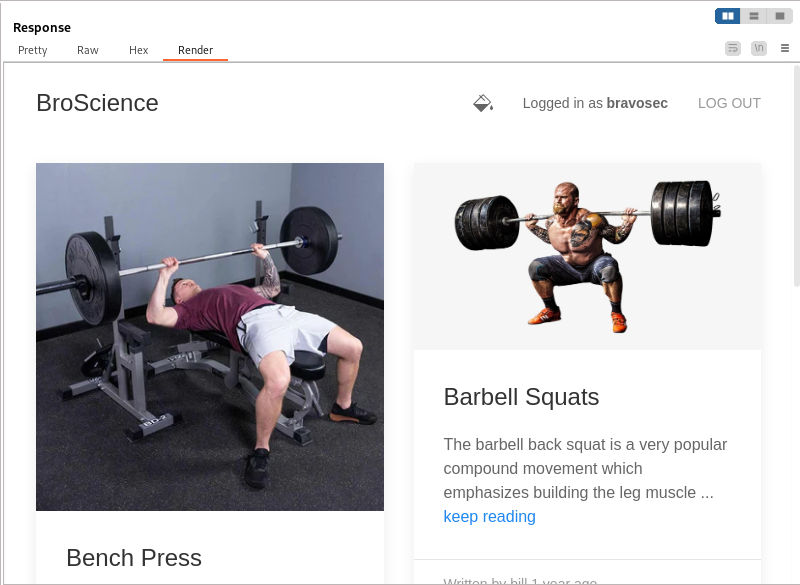 Response
Pretty
Raw
Hex
Render
\n
BroScience
Logged in as bravosec
LOG OUT
BD-2
Bench Press
Barbell Squats
The barbell back squat is a very popular
compound movement which
emphasizes building the leg muscle ...
keep reading
Written by bill 1 year ago